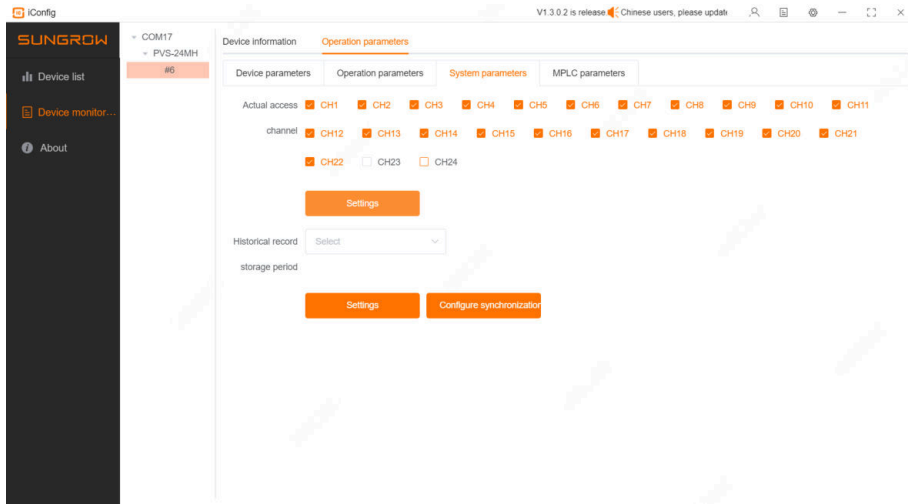 iConfig
V1.3.0.2 is release Chinese users, please update
SUNGROW
Device list
Device monitor...
About
COM17
PVS-24MH
#6
Device information Operation parameters
Device parameters Operation parameters System parameters MPLC parameters
Actual access CH1 CH2 CH3 CH4 CH5 CH6 CH7 CH8 CH9 CH10 CH11
channel CH12 CH13 CH14 CH15 CH16 CH17 CH18 CH19 CH20 CH21
CH22 CH23 CH24
Settings
Historical record Select
storage period
Settings Configure synchronization